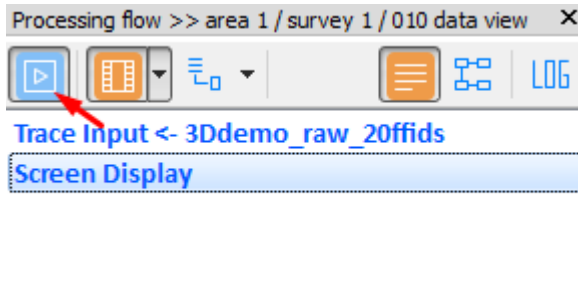 Processing flow >> area 1 / survey 1 / 010 data view
LOG
Trace Input <- 3Ddemo_raw_20ffids
Screen Display